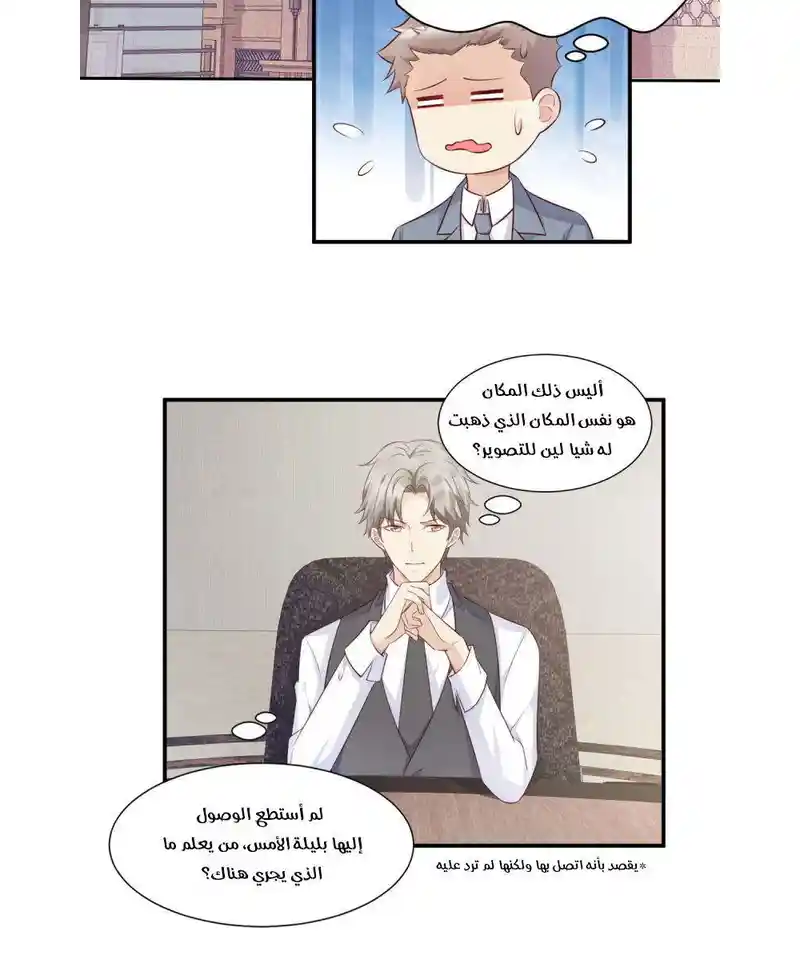 أليس ذلك المكان
هو نفس المكان الذي ذهبت
له شيا لين للتصوير؟
لم أستطع الوصول
إليها بليلة الأمس، من يعلم ما
الذي يجري هناك؟
*يقصد بأنه اتصل بها ولكنها لم ترد عليه